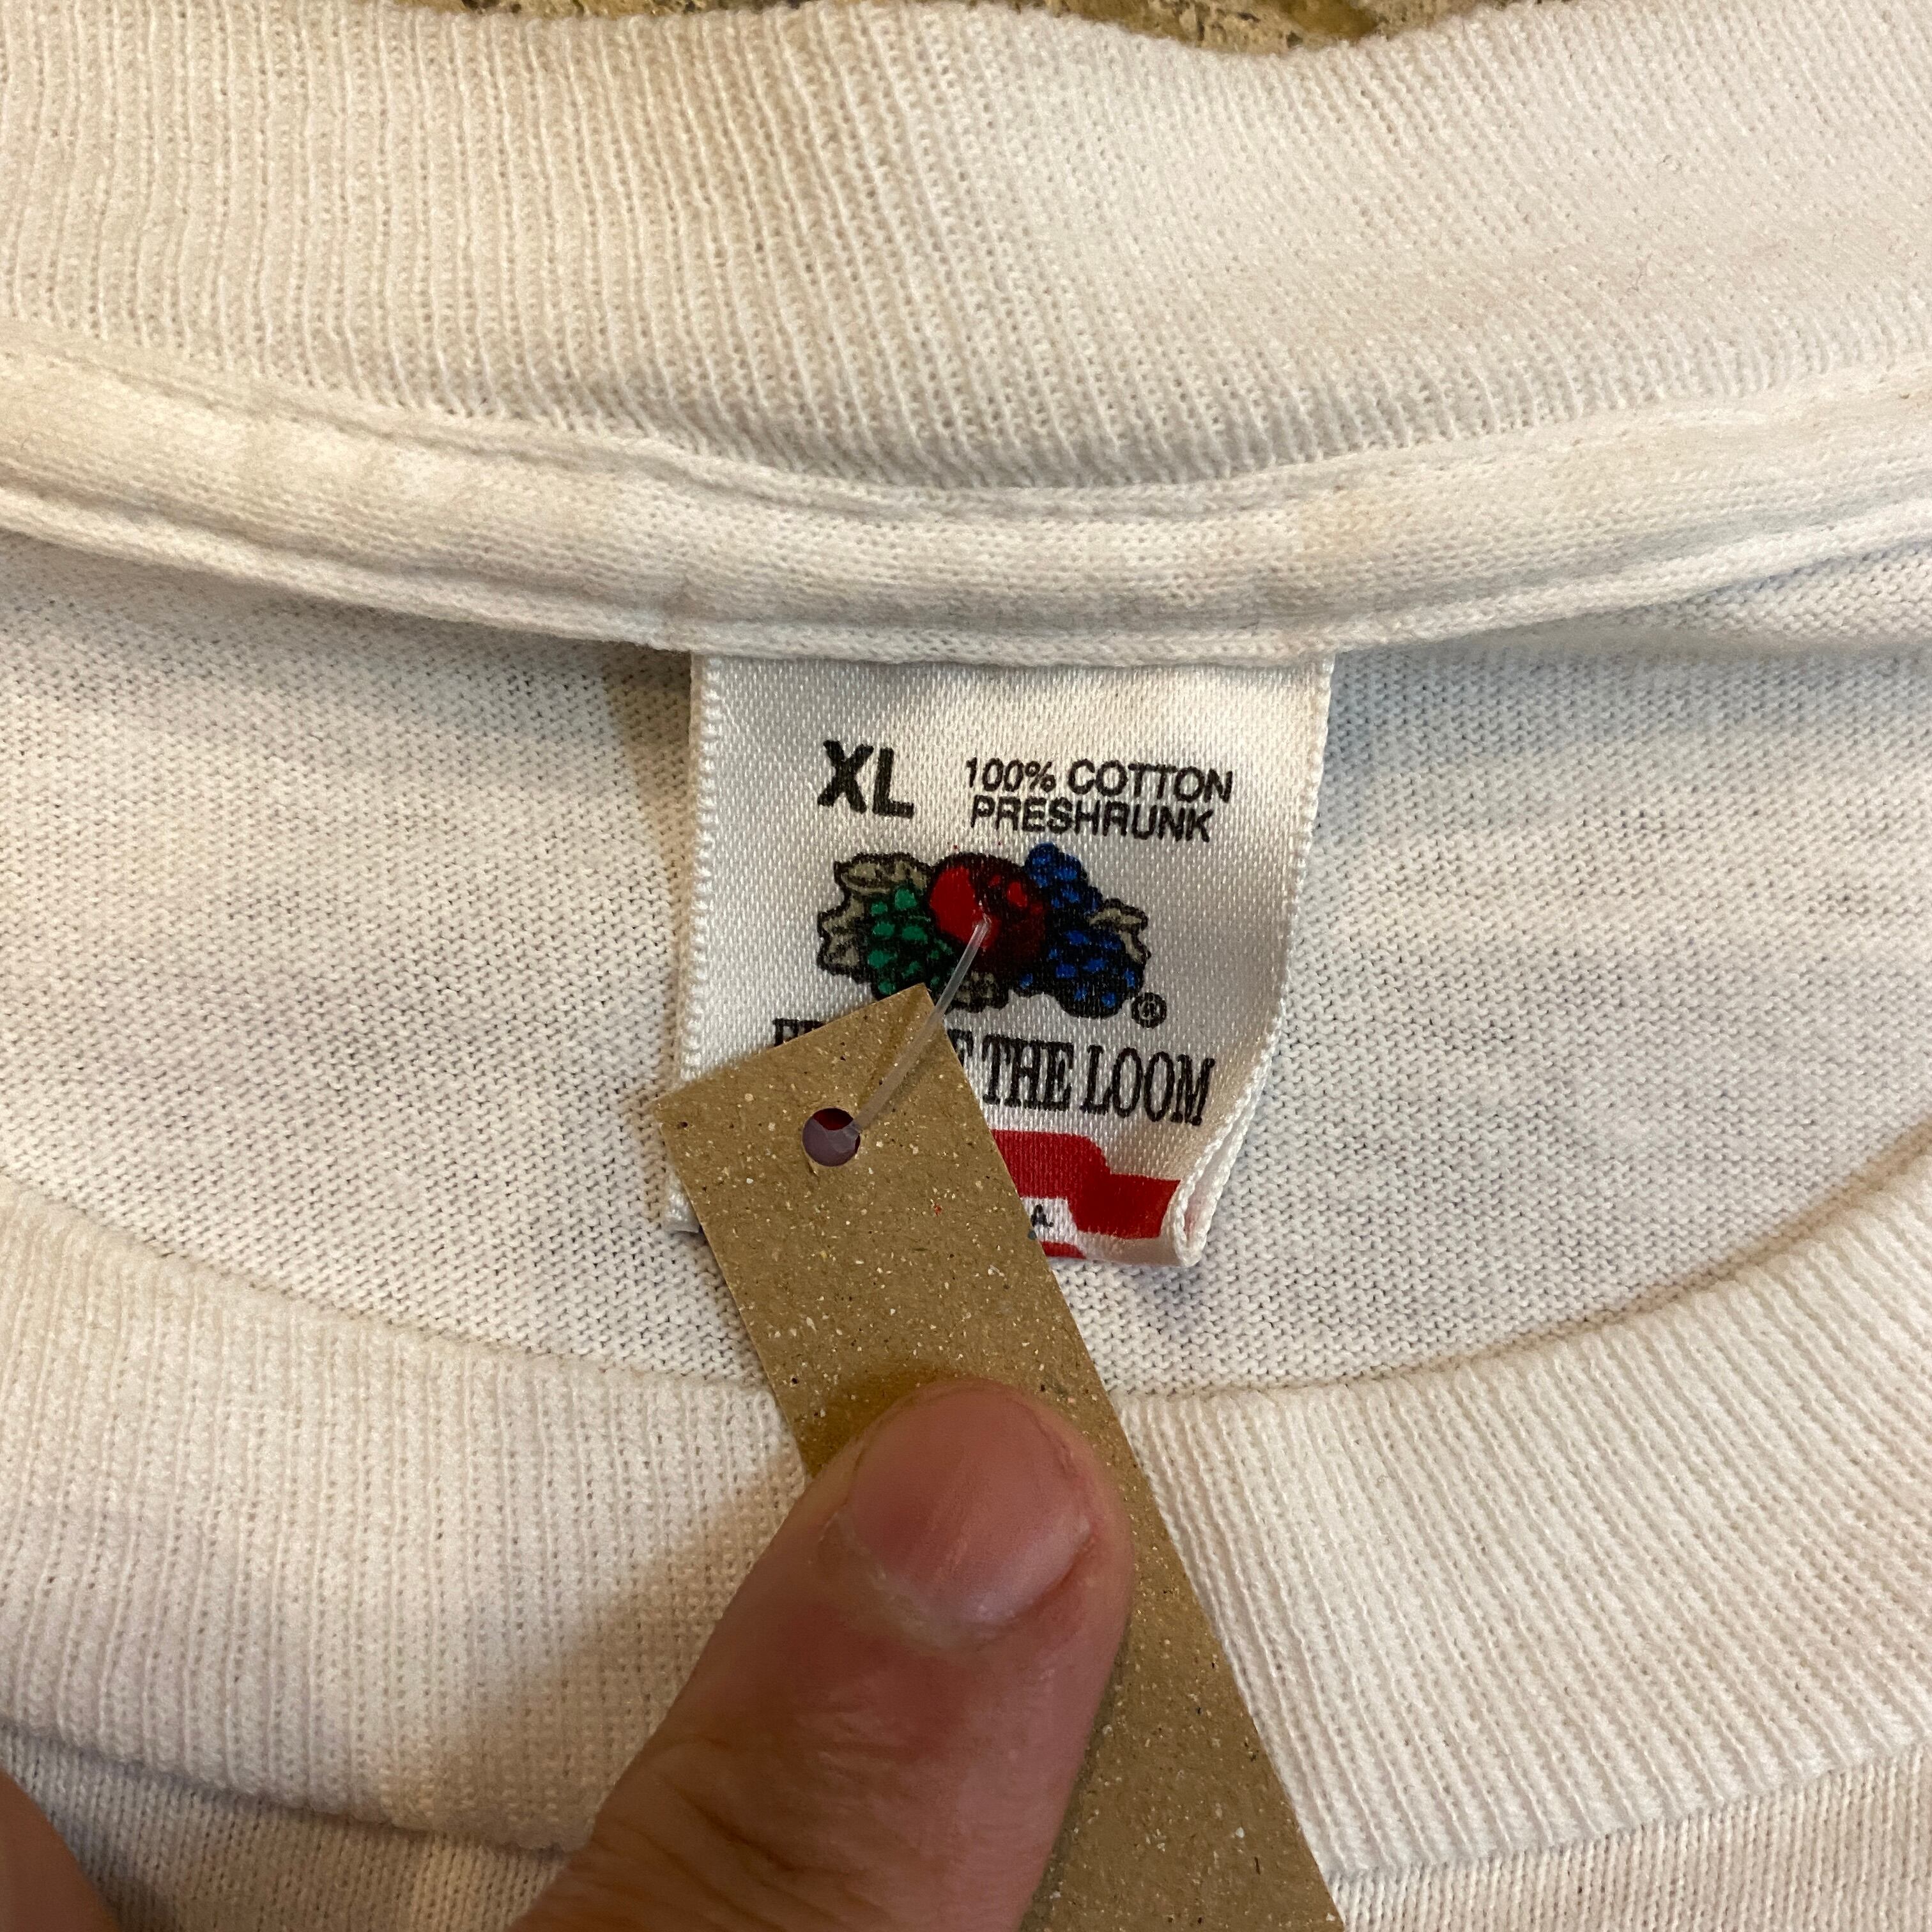 XL 100% COTTON
PRESHRUNK
®
THE LOOM
A.